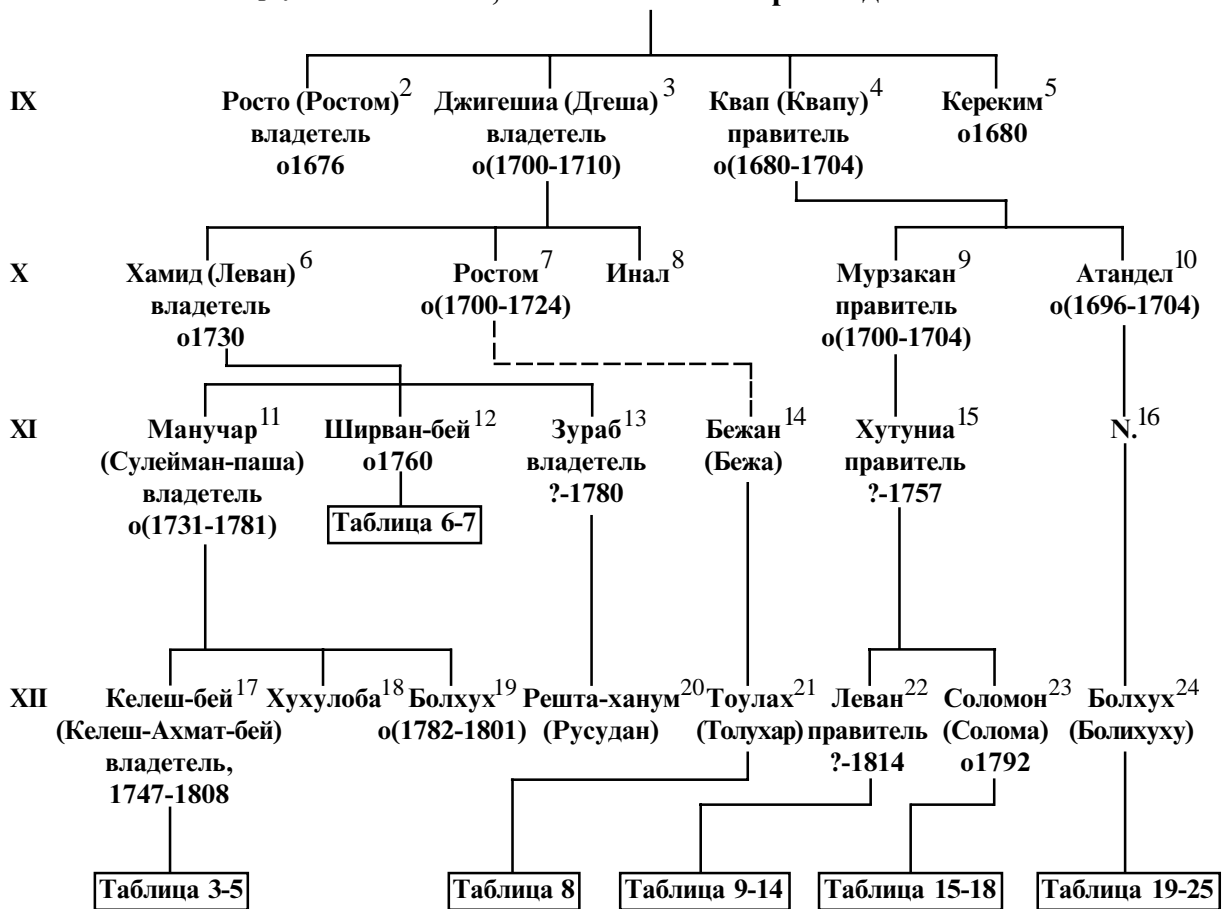 IX
Росто (Ростом)2 Джигешиа (Дгеша)3 Квап (Квапу)4 Кереким5
владетель владетель правитель о1680
о1676 о(1700-1710) о(1680-1704)
X Хамид (Леван)6 Ростом7 Инал8 Мурзакан9 Атандел10
владетель о(1700-1724) правитель о(1696-1704)
о1730 о(1700-1704)
XI Манучар11 Ширван-бей12 Зураб13 Бежан14 Хутуниа15 N.16
(Сулейман-паша) о1760 владетель (Бежа) правитель
владетель ?-1780 ?-1757
о(1731-1781) Таблица 6-7
XII Келеш-бей17 Хухулоба18 Болхух19 Решта-ханум20 Тоулах21 Леван22 Соломон23 Болхух24
(Келеш-Ахмат-бей) о(1782-1801) (Русудан) (Толухар) правитель (Солома) (Болихуху)
владетель, ?-1814 о1792
1747-1808
Таблица 3-5 Таблица 8 Таблица 9-14 Таблица 15-18 Таблица 19-25